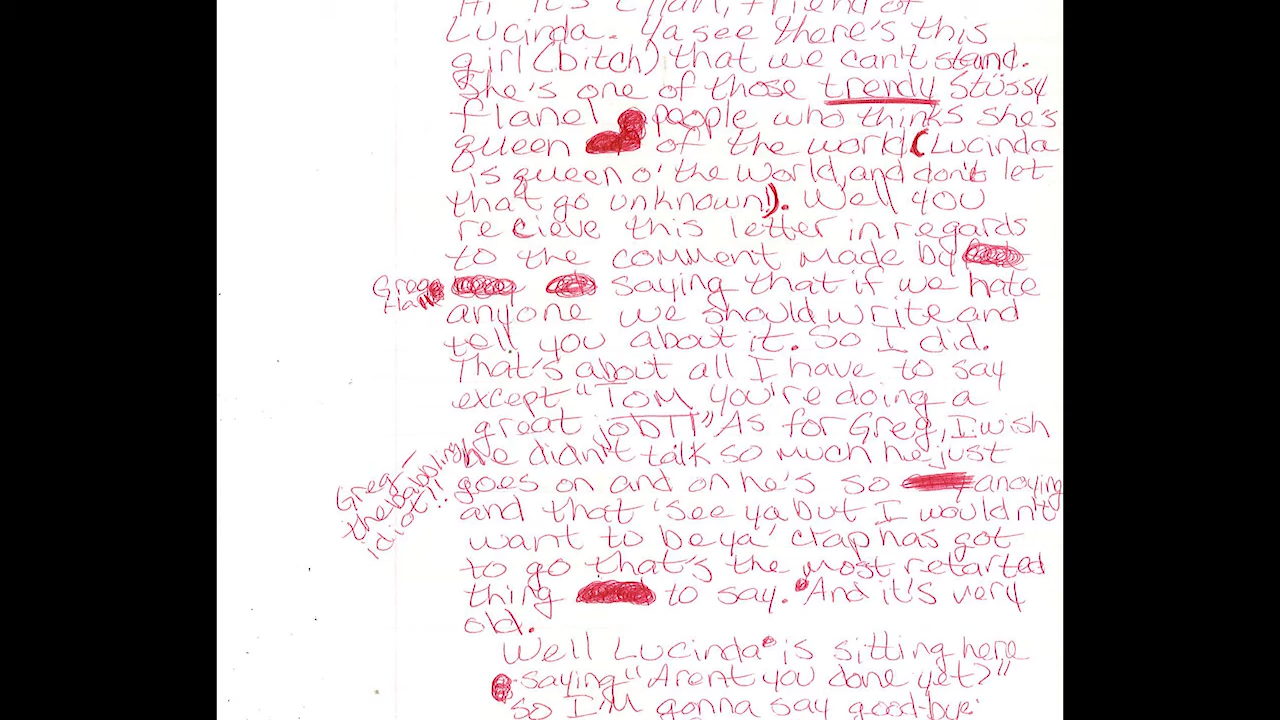 Hi it's Ellan, friend of
Lucinda. Ya see there's this
girl (bitch) that we can't stand.
She's one of those trendy Stüssy
flanel people who thinks she's
queen of the world (Lucinda
is queen o' the world, and don't let
that go unknown!). Well you
recieve this letter in regards
to the comment made by
Greg
saying that if we hate
anyone we should write and
tell you about it. So I did.
That's about all I have to say
except "TOM you're doing a
great job!!" As for Greg, I wish
he didn't talk so much he just
goes on and on he's so anoying
Greg –
the babbling
idiot!!
and that 'see ya but I wouldn't
want to be ya' crap has got
to go that's the most retarted
thing to say. And it's very
old.
Well Lucinda is sitting here
saying "Arent you done yet?"
so I'm gonna say good-bye